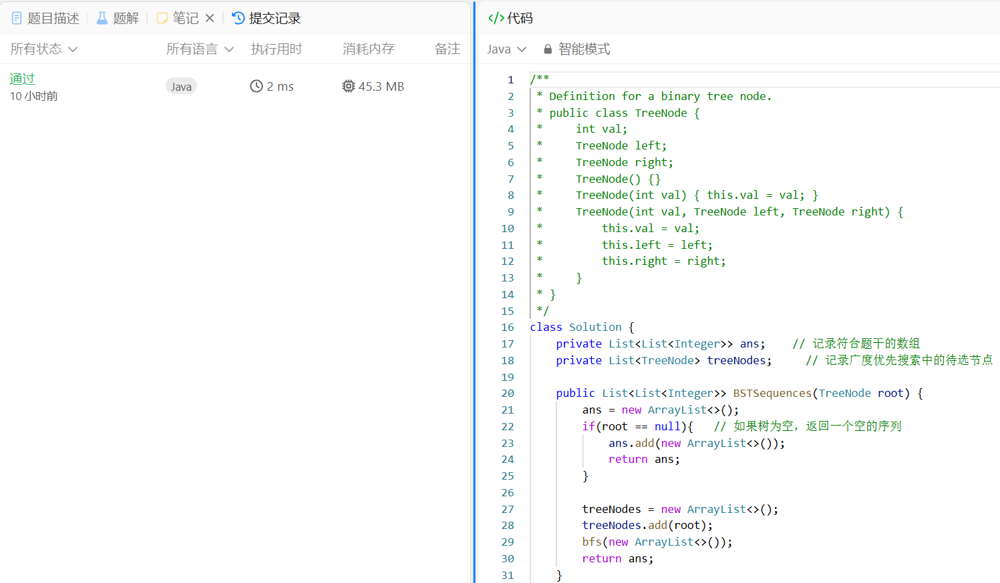 题目描述 题解 笔记 提交记录
所有状态 所有语言 执行用时 消耗内存 备注
通过
10 小时前
Java 2 ms 45.3 MB
代码
Java 智能模式
1 /**
2  * Definition for a binary tree node.
3  * public class TreeNode {
4  *     int val;
5  *     TreeNode left;
6  *     TreeNode right;
7  *     TreeNode() {}
8  *     TreeNode(int val) { this.val = val; }
9  *     TreeNode(int val, TreeNode left, TreeNode right) {
10  *         this.val = val;
11  *         this.left = left;
12  *         this.right = right;
13  *     }
14  * }
15  */
16 class Solution {
17     private List<List<Integer>> ans;    // 记录符合题干的数组
18     private List<TreeNode> treeNodes;     // 记录广度优先搜索中的待选节点
19
20     public List<List<Integer>> BSTSequences(TreeNode root) {
21         ans = new ArrayList<>();
22         if(root == null){   // 如果树为空，返回一个空的序列
23             ans.add(new ArrayList<>());
24             return ans;
25         }
26
27         treeNodes = new ArrayList<>();
28         treeNodes.add(root);
29         bfs(new ArrayList<>());
30         return ans;
31     }